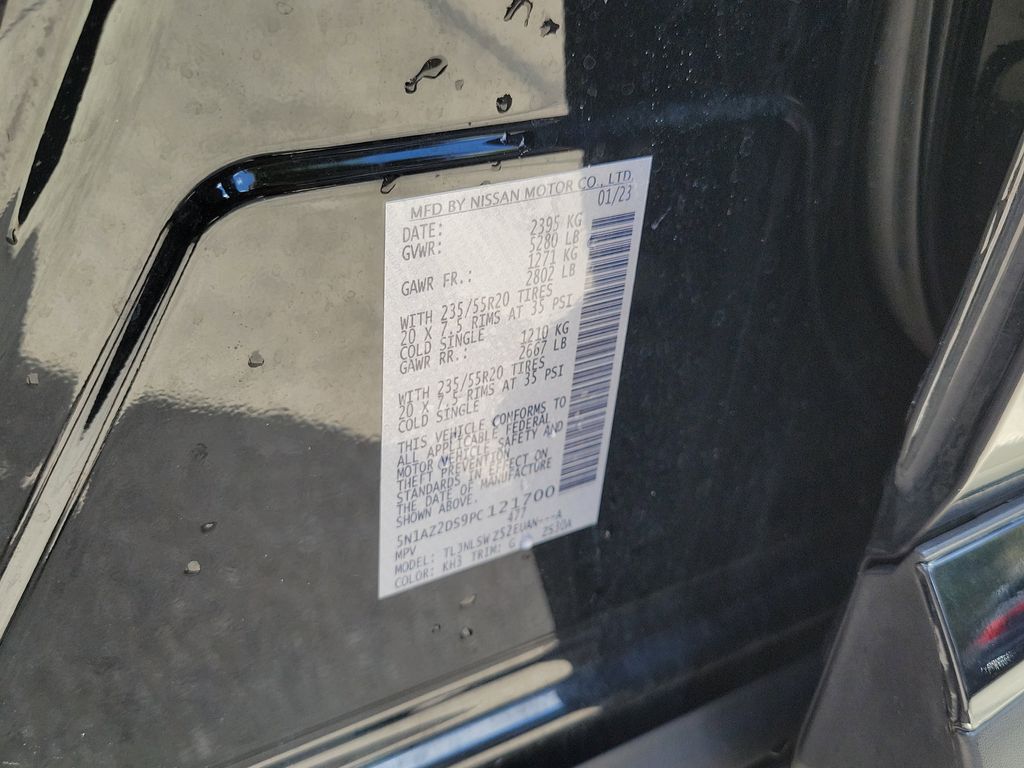 MFD BY NISSAN MOTOR CO., LTD.
DATE: 01/23
GVWR: 2395 KG
5280 LB
GAWR FR.: 1271 KG
2802 LB
WITH 235/55R20 TIRES
20 X 7.5 RIMS AT 35 PSI
COLD SINGLE
GAWR RR.: 1210 KG
2667 LB
WITH 235/55R20 TIRES
20 X 7.5 RIMS AT 35 PSI
COLD SINGLE
THIS VEHICLE CONFORMS TO
ALL APPLICABLE FEDERAL
MOTOR VEHICLE SAFETY AND
THEFT PREVENTION
STANDARDS IN EFFECT ON
THE DATE OF MANUFACTURE
SHOWN ABOVE.
5N1AZ2DS9PC121700
MPV 477
MODEL: TLJNLSWZS2EUAN---A
COLOR: KH3 TRIM: G ZS30A